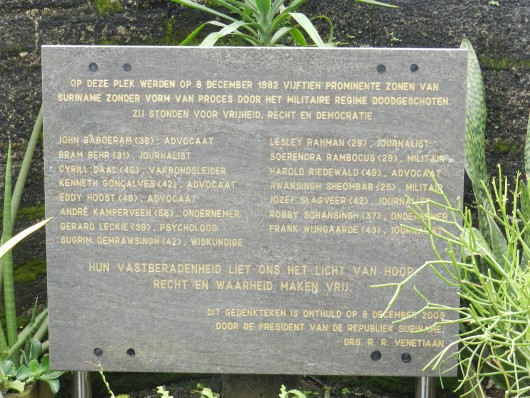 OP DEZE PLEK WERDEN OP 8 DECEMBER 1982 VIJFTIEN PROMINENTE ZONEN VAN
SURINAME ZONDER VORM VAN PROCES DOOR HET MILITAIRE REGIME DOODGESCHOTEN.
ZIJ STONDEN VOOR VRIJHEID, RECHT EN DEMOCRATIE.
JOHN BABOERAM (36), ADVOCAAT
BRAM BEHR (31), JOURNALIST
CYRILL DAAL (46), VAKBONDSLEIDER
KENNETH GONÇALVES (42), ADVOCAAT
EDDY HOOST (48), ADVOCAAT
ANDRÉ KAMPERVEEN (58), ONDERNEMER
GERARD LECKIE (39), PSYCHOLOOG
SUGRIM OEMRAWSINGH (42), WISKUNDIGE
LESLEY RAHMAN (28), JOURNALIST
SOERENDRA RAMBOCUS (29), MILITAIR
HAROLD RIEDEWALD (49), ADVOCAAT
JIWANSINGH SHEOMBAR (25), MILITAIR
JOZEF SLAGVEER (42), JOURNALIST
ROBBY SOHANSINGH (37), ONDERNEMER
FRANK WIJNGAARDE (43), JOURNALIST
HUN VASTBERADENHEID LIET ONS HET LICHT VAN HOOP,
RECHT EN WAARHEID MAKEN VRIJ.
DIT GEDENKTEKEN IS ONTHULD OP 8 DECEMBER 2009
DOOR DE PRESIDENT VAN DE REPUBLIEK SURINAME,
DRS. R. R. VENETIAAN